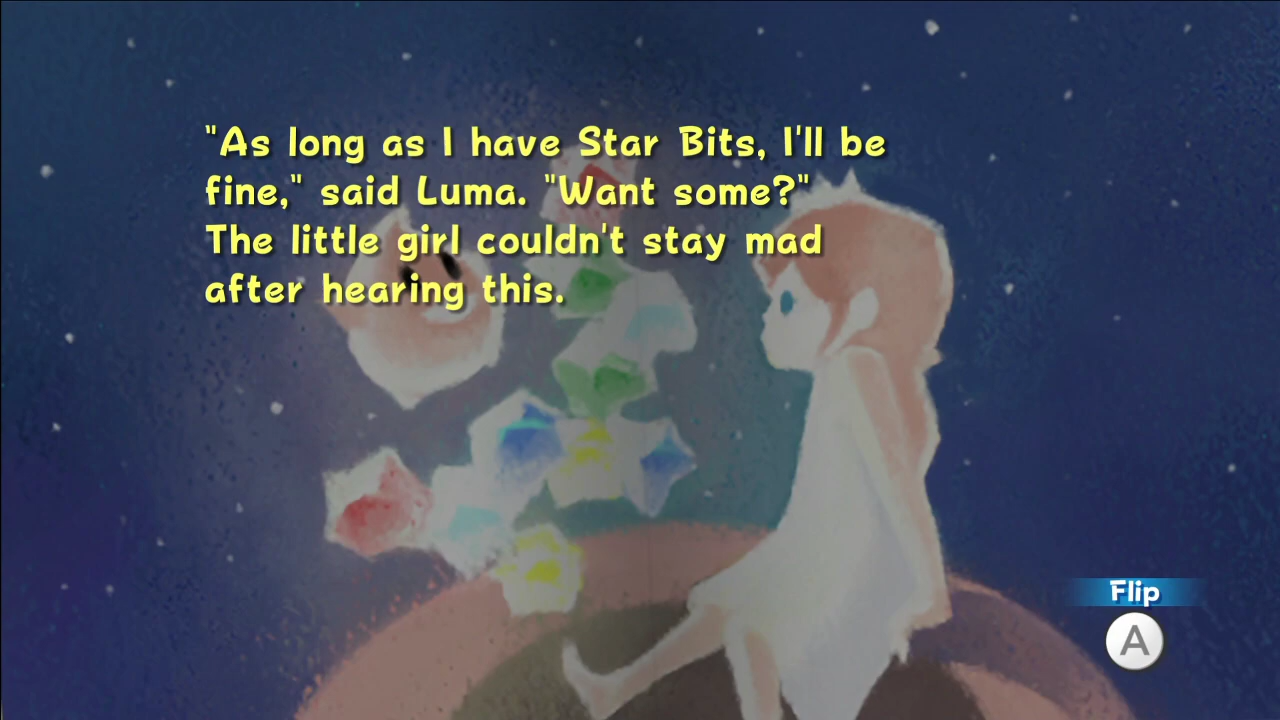 "As long as I have Star Bits, I'll be
fine," said Luma. "Want some?"
The little girl couldn't stay mad
after hearing this.
Flip
A